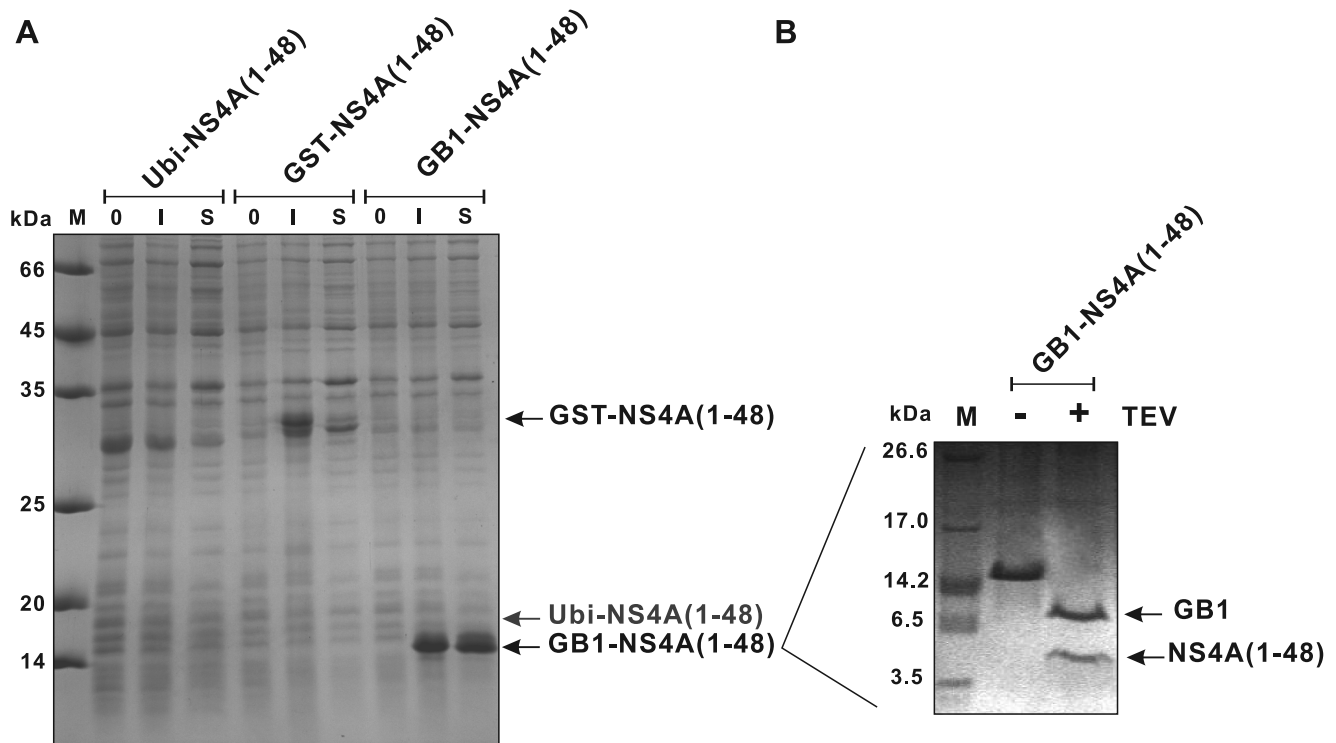 A
Ubi-NS4A(1-48)
GST-NS4A(1-48)
GB1-NS4A(1-48)
kDa M 0 I S 0 I S 0 I S
66
45
35
25
20
14
GST-NS4A(1-48)
Ubi-NS4A(1-48)
GB1-NS4A(1-48)
B
GB1-NS4A(1-48)
kDa M - + TEV
26.6
17.0
14.2
6.5
3.5
GB1
NS4A(1-48)